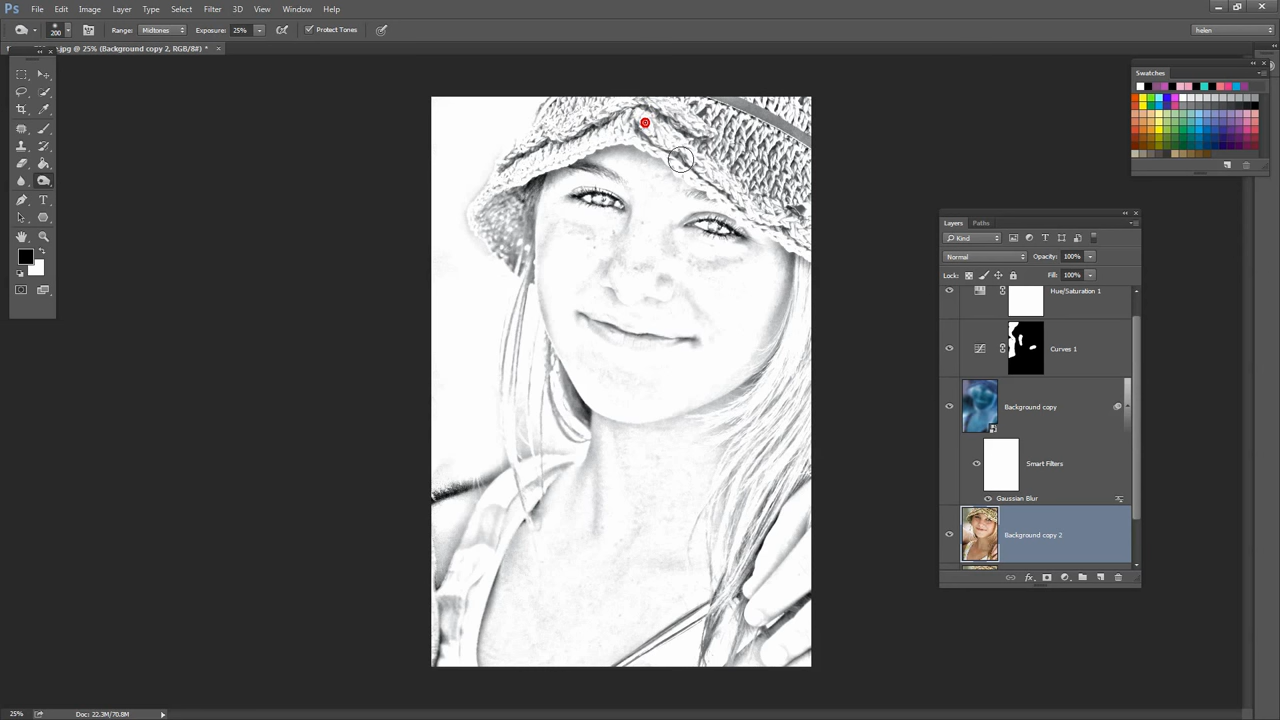 Ps File Edit Image Layer Type Select Filter 3D View Window Help
200 Range: Midtones Exposure: 25% Protect Tones helen
.jpg @ 25% (Background copy 2, RGB/8#) *
Swatches
Layers Paths
Kind
Normal Opacity: 100%
Lock: Fill: 100%
Hue/Saturation 1
Curves 1
Background copy
Smart Filters
Gaussian Blur
Background copy 2
fx
25% Doc: 22.3M/70.8M